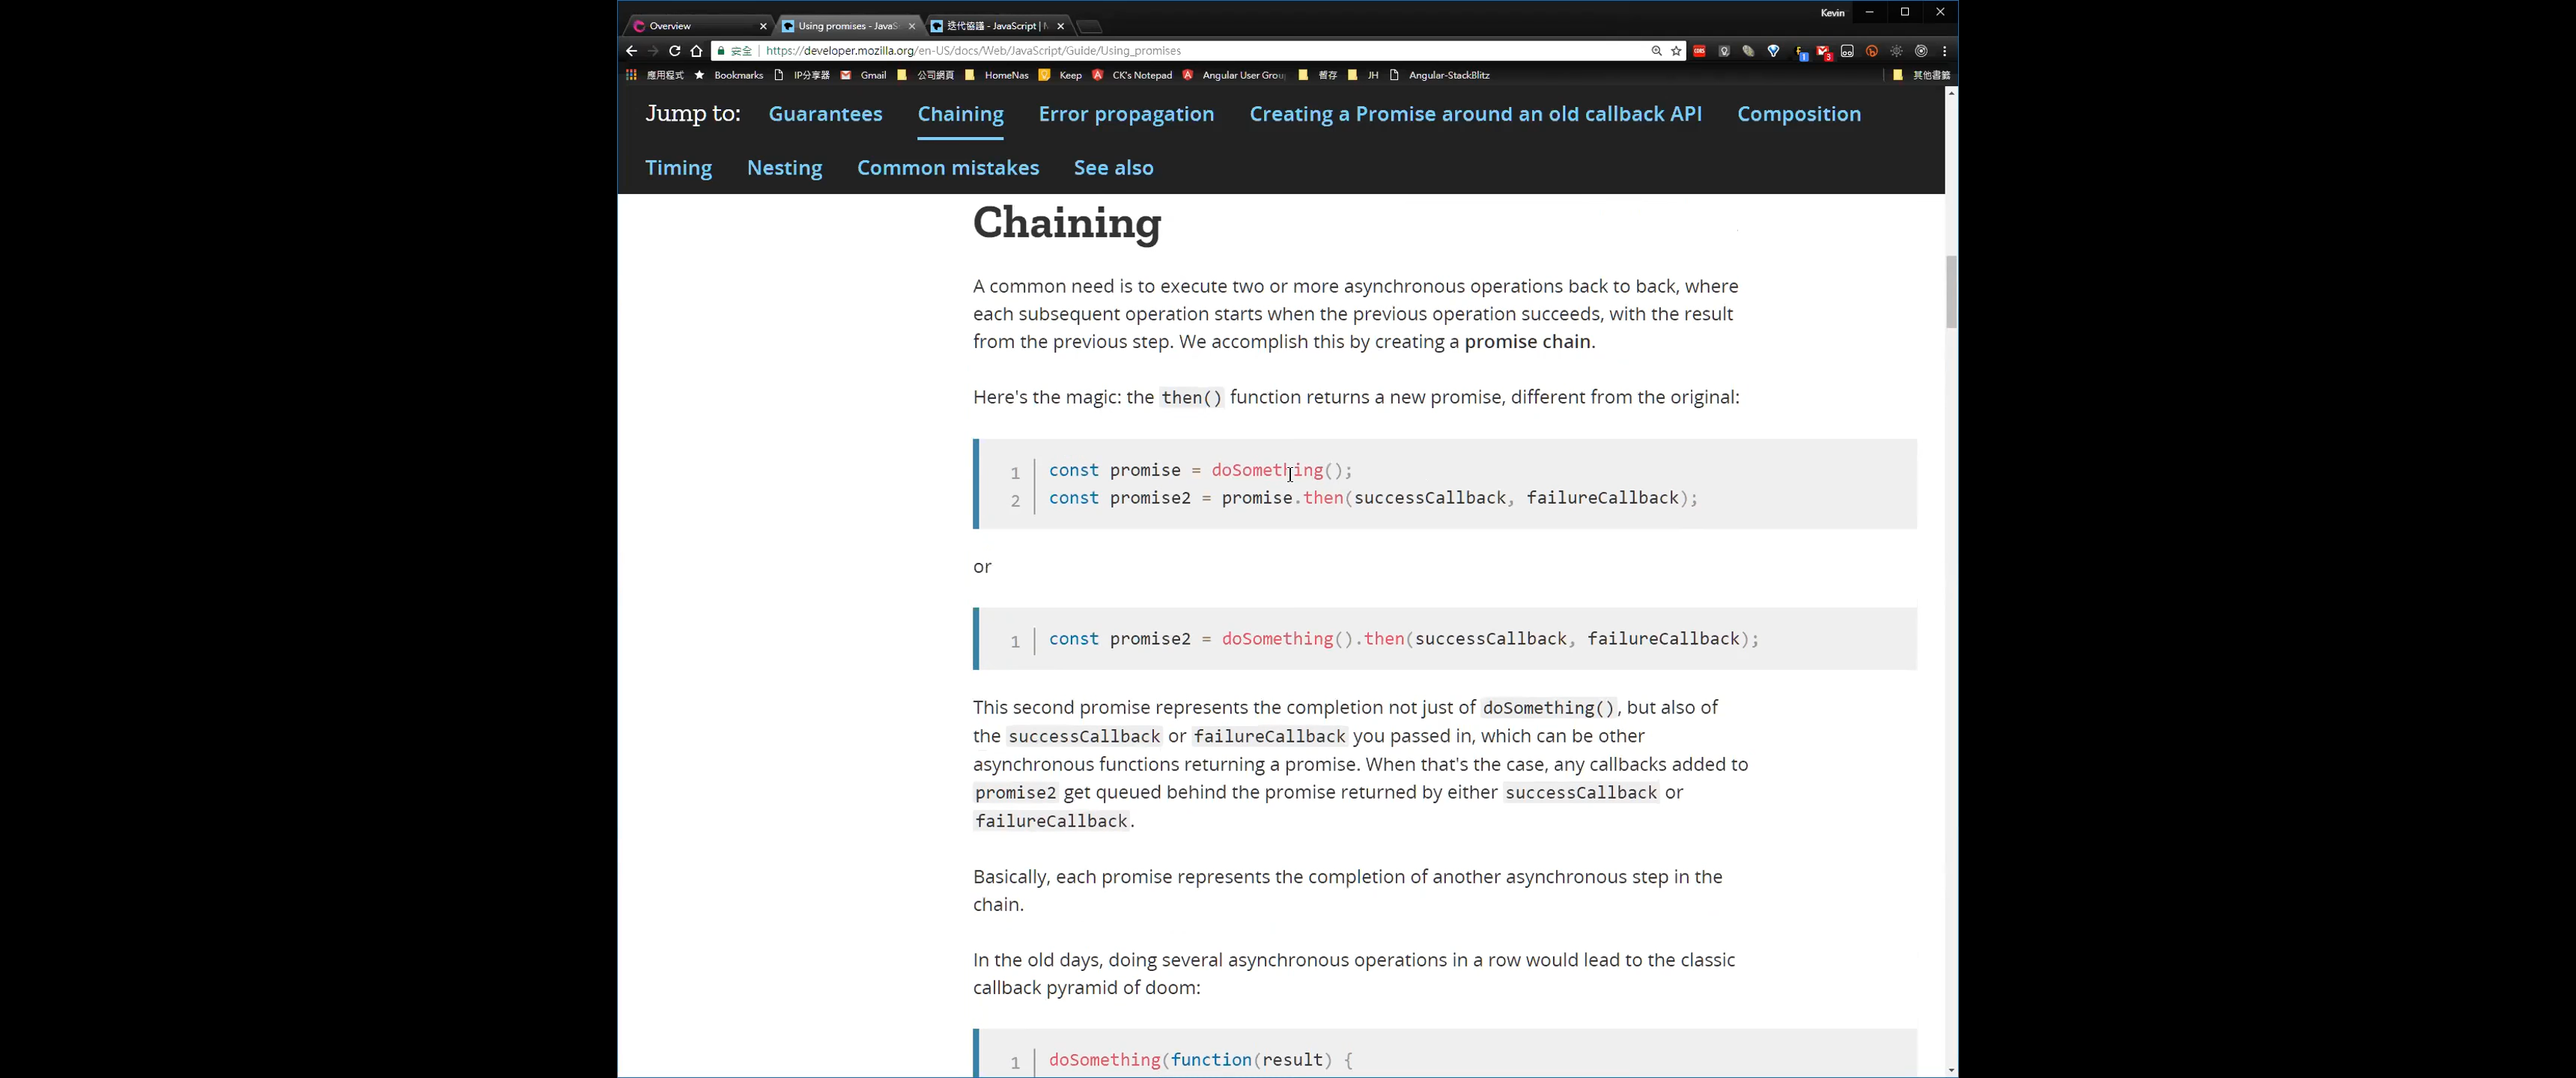 Kevin
Overview
Using promises - JavaS
迭代協議 - JavaScript | M
安全 | https://developer.mozilla.org/en-US/docs/Web/JavaScript/Guide/Using_promises
應用程式 Bookmarks IP分享器 Gmail 公司網頁 HomeNas Keep CK's Notepad Angular User Grou 暫存 JH Angular-StackBlitz 其他書籤
Jump to: Guarantees Chaining Error propagation Creating a Promise around an old callback API Composition
Timing Nesting Common mistakes See also
Chaining
A common need is to execute two or more asynchronous operations back to back, where
each subsequent operation starts when the previous operation succeeds, with the result
from the previous step. We accomplish this by creating a promise chain.
Here's the magic: the then() function returns a new promise, different from the original:
1 const promise = doSomething();
2 const promise2 = promise.then(successCallback, failureCallback);
or
1 const promise2 = doSomething().then(successCallback, failureCallback);
This second promise represents the completion not just of doSomething(), but also of
the successCallback or failureCallback you passed in, which can be other
asynchronous functions returning a promise. When that's the case, any callbacks added to
promise2 get queued behind the promise returned by either successCallback or
failureCallback.
Basically, each promise represents the completion of another asynchronous step in the
chain.
In the old days, doing several asynchronous operations in a row would lead to the classic
callback pyramid of doom:
1 doSomething(function(result) {